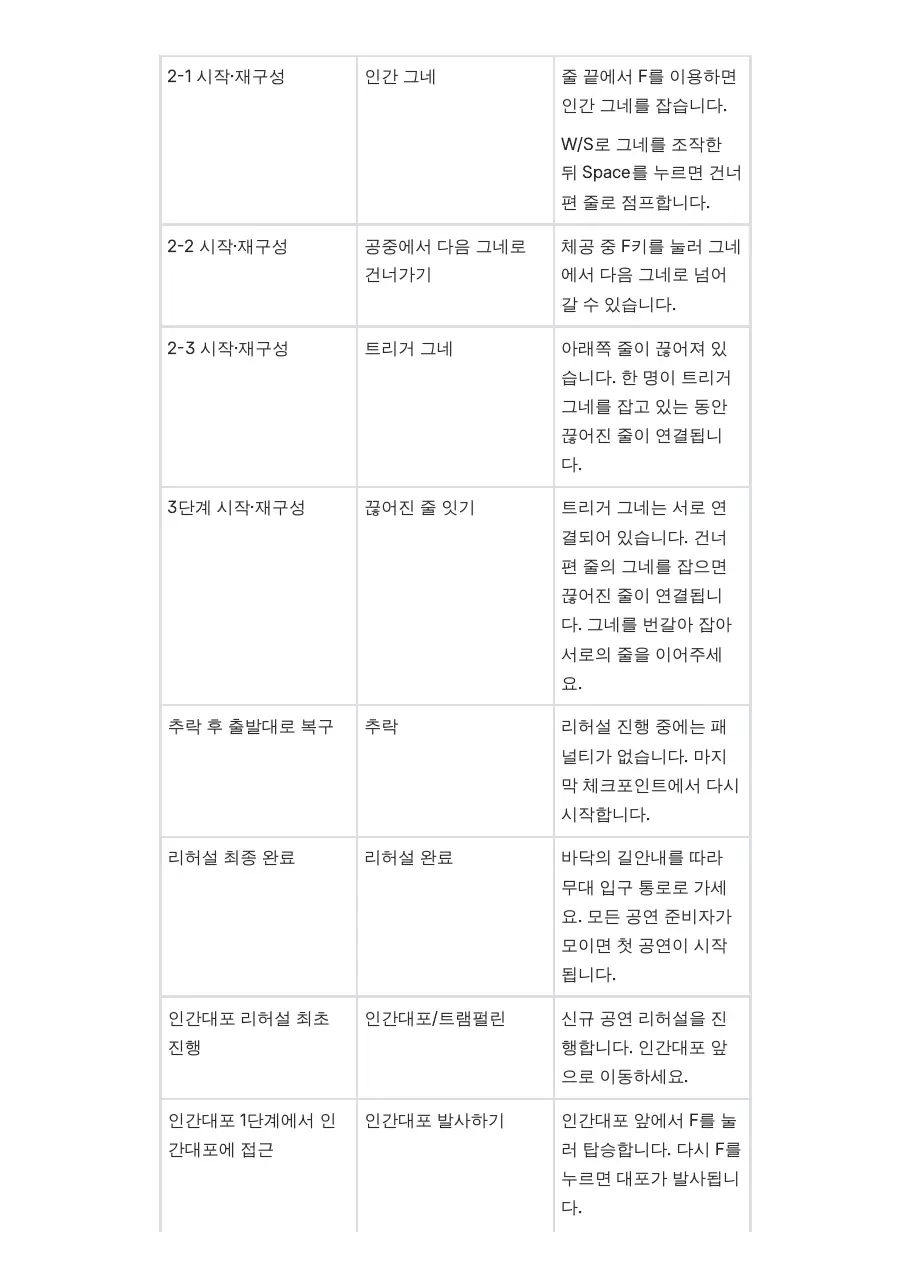 2-1 시작·재구성
인간 그네
줄 끝에서 F를 이용하면
인간 그네를 잡습니다.
W/S로 그네를 조작한
뒤 Space를 누르면 건너
편 줄로 점프합니다.
2-2 시작·재구성
공중에서 다음 그네로
건너가기
체공 중 F키를 눌러 그네
에서 다음 그네로 넘어
갈 수 있습니다.
2-3 시작·재구성
트리거 그네
아래쪽 줄이 끊어져 있
습니다. 한 명이 트리거
그네를 잡고 있는 동안
끊어진 줄이 연결됩니
다.
3단계 시작·재구성
끊어진 줄 잇기
트리거 그네는 서로 연
결되어 있습니다. 건너
편 줄의 그네를 잡으면
끊어진 줄이 연결됩니
다. 그네를 번갈아 잡아
서로의 줄을 이어주세
요.
추락 후 출발대로 복구
추락
리허설 진행 중에는 패
널티가 없습니다. 마지
막 체크포인트에서 다시
시작합니다.
리허설 최종 완료
리허설 완료
바닥의 길안내를 따라
무대 입구 통로로 가세
요. 모든 공연 준비자가
모이면 첫 공연이 시작
됩니다.
인간대포 리허설 최초
진행
인간대포/트램펄린
신규 공연 리허설을 진
행합니다. 인간대포 앞
으로 이동하세요.
인간대포 1단계에서 인
간대포에 접근
인간대포 발사하기
인간대포 앞에서 F를 눌
러 탑승합니다. 다시 F를
누르면 대포가 발사됩니
다.